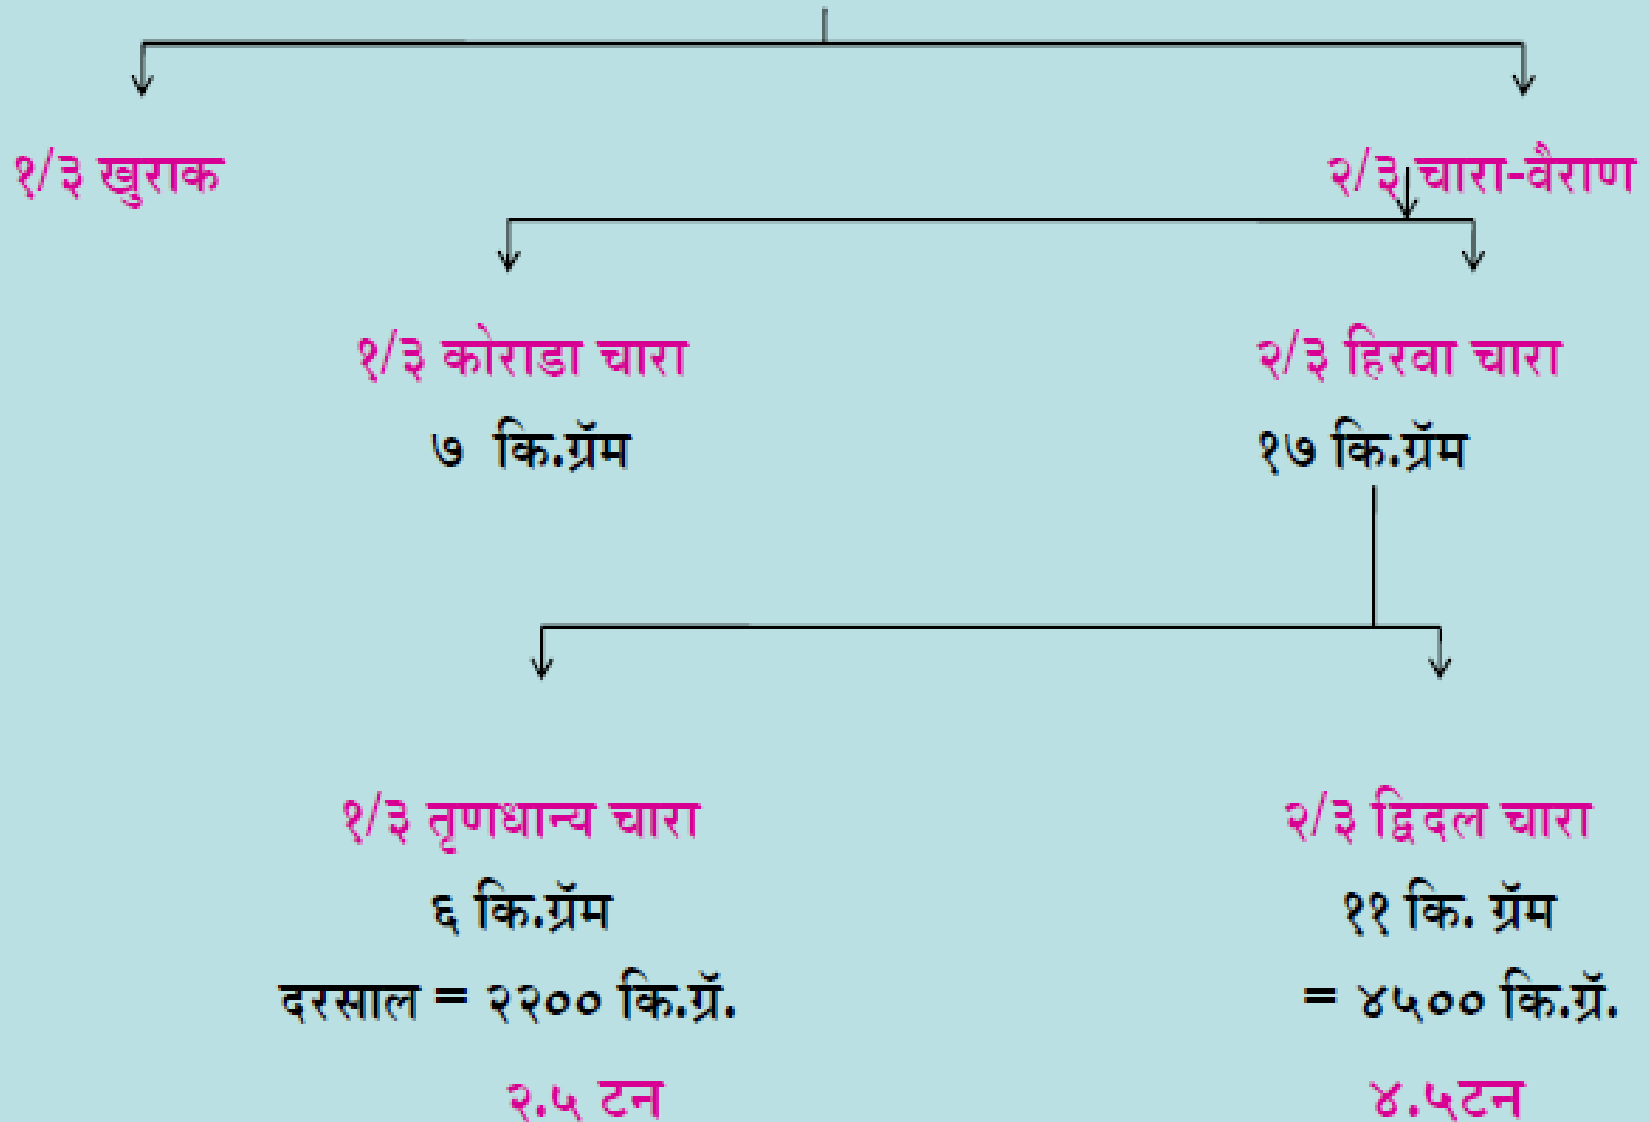 १/३ खुराक
२/३ चारा-वैराण
१/३ कोराडा चारा
२/३ हिरवा चारा
७ कि.ग्रॅम
१७ कि.ग्रॅम
१/३ तृणधान्य चारा
२/३ द्विदल चारा
६ कि.ग्रॅम
११ कि. ग्रॅम
दरसाल = २२०० कि.ग्रॅ.
= ४५०० कि.ग्रॅ.
२.५ टन
४.५टन